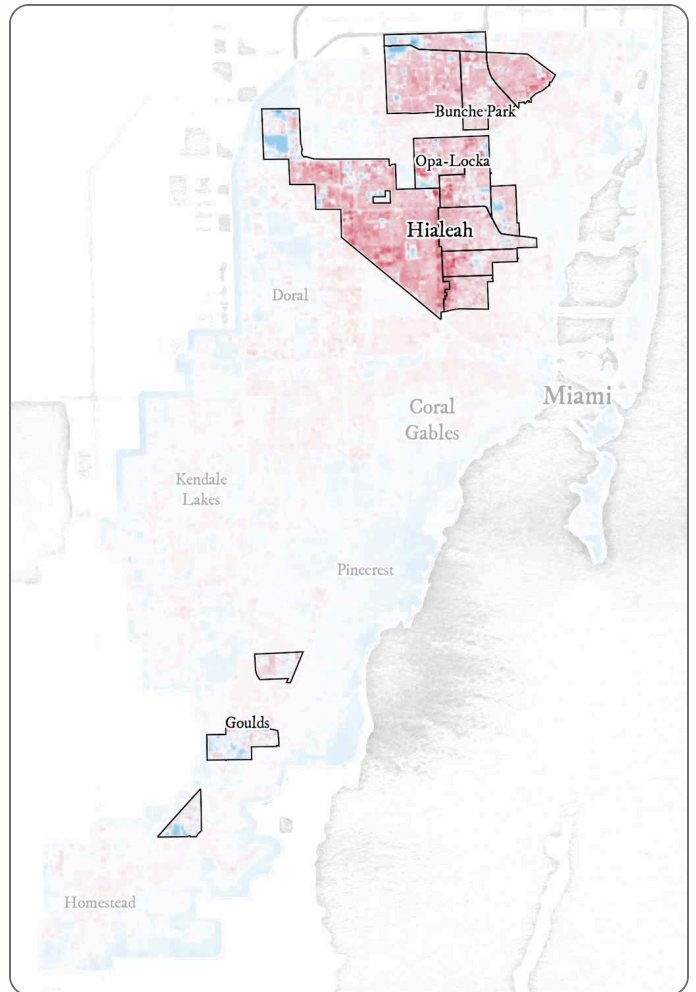 Bunche Park
Opa-Locka
Hialeah
Doral
Miami
Coral
Gables
Kendale
Lakes
Pinecrest
Goulds
Homestead